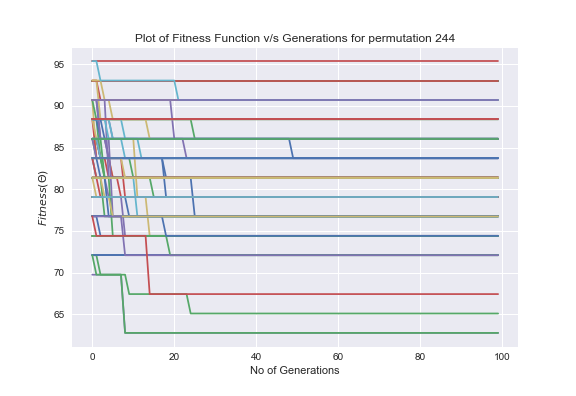 Plot of Fitness Function v/s Generations for permutation 244
95
90
85
80
75
70
65
Fitness(Θ)
0 20 40 60 80 100
No of Generations